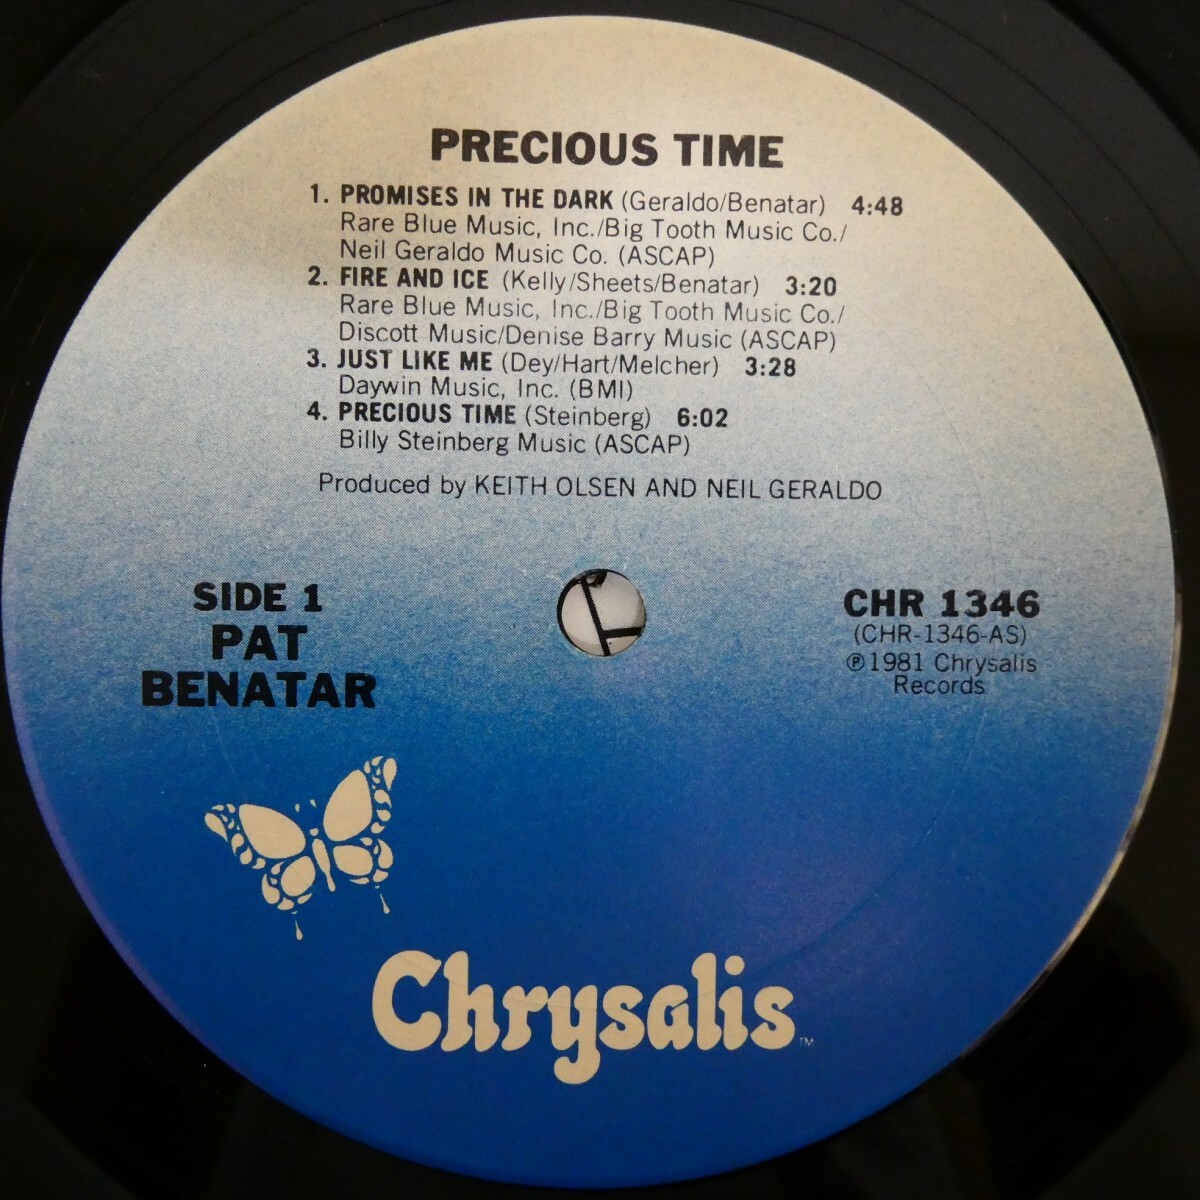 PRECIOUS TIME
1. PROMISES IN THE DARK (Geraldo/Benatar) 4:48
Rare Blue Music, Inc./Big Tooth Music Co./
Neil Geraldo Music Co. (ASCAP)
2. FIRE AND ICE (Kelly/Sheets/Benatar) 3:20
Rare Blue Music, Inc./Big Tooth Music Co./
Discott Music/Denise Barry Music (ASCAP)
3. JUST LIKE ME (Dey/Hart/Melcher) 3:28
Daywin Music, Inc. (BMI)
4. PRECIOUS TIME (Steinberg) 6:02
Billy Steinberg Music (ASCAP)
Produced by KEITH OLSEN AND NEIL GERALDO
SIDE 1
PAT
BENATAR
CHR 1346
(CHR-1346-AS)
℗1981 Chrysalis
Records
Chrysalis™